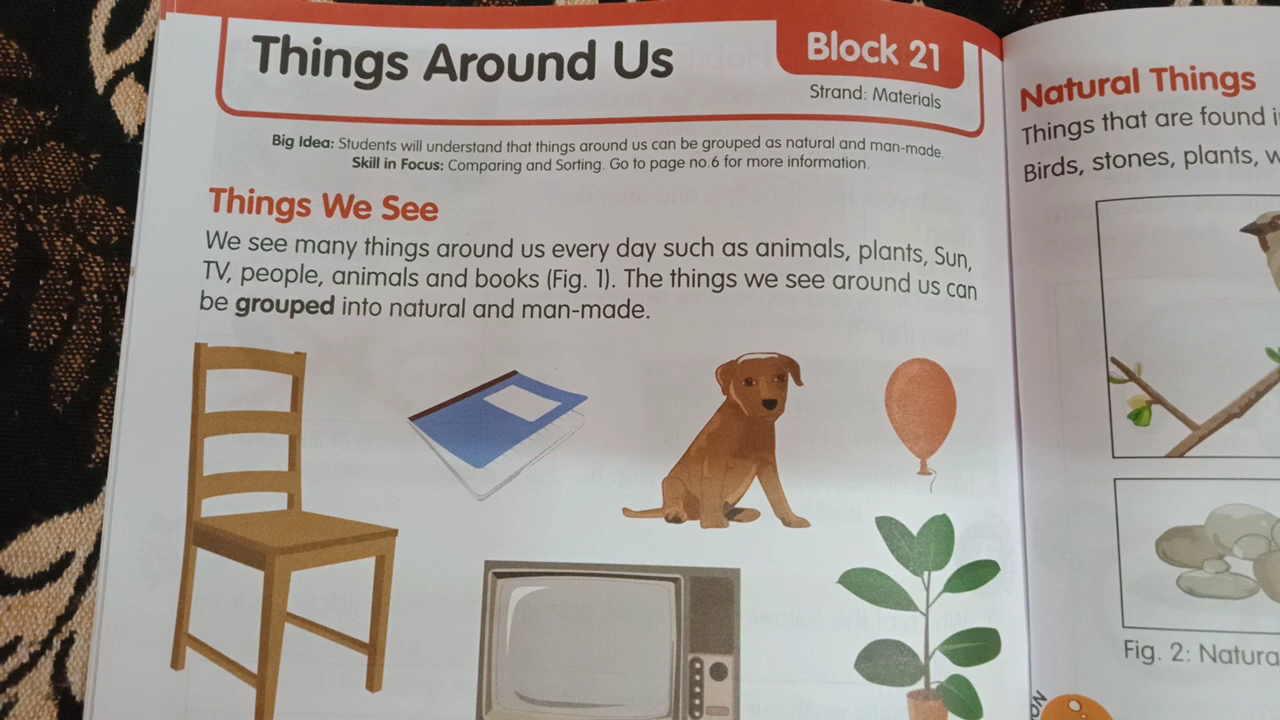 Things Around Us
Block 21
Strand: Materials
Big Idea: Students will understand that things around us can be grouped as natural and man-made.
Skill in Focus: Comparing and Sorting. Go to page no.6 for more information.
Things We See
We see many things around us every day such as animals, plants, Sun,
TV, people, animals and books (Fig. 1). The things we see around us can
be grouped into natural and man-made.
Natural Things
Things that are found
Birds, stones, plants,
Fig. 2: